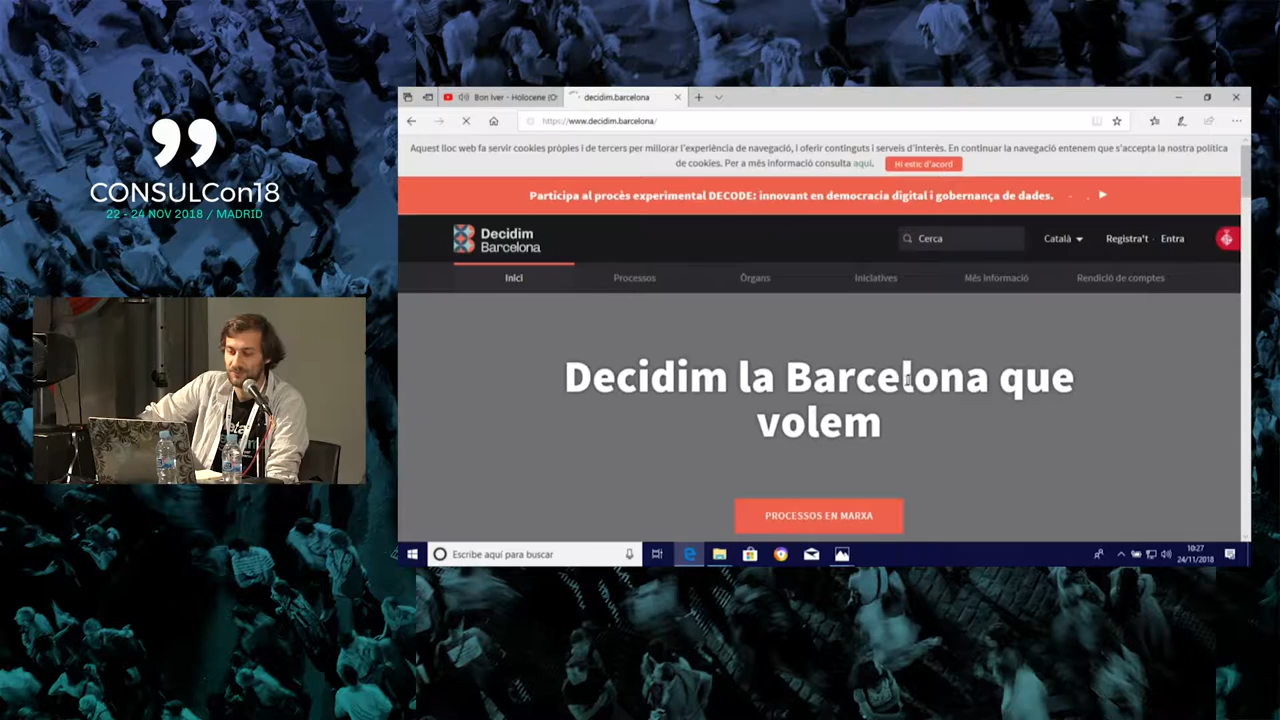 CONSULCon18
22 - 24 NOV 2018 / MADRID
Bon Iver - Holocene (O
decidim.barcelona
https://www.decidim.barcelona/
Aquest lloc web fa servir cookies pròpies i de tercers per millorar l'experiència de navegació, i oferir continguts i serveis d'interès. En continuar la navegació entenem que s'accepta la nostra política
de cookies. Per a més informació consulta aquí. Hi estic d'acord
Participa al procès experimental DECODE: innovant en democracia digital i gobernança de dades.
Decidim
Barcelona
Cerca
Català
Registra't · Entra
Inici Processos Òrgans Iniciatives Més Informació Rendició de comptes
Decidim la Barcelona que
volem
PROCESSOS EN MARXA
Escribe aquí para buscar
10:27
24/11/2018